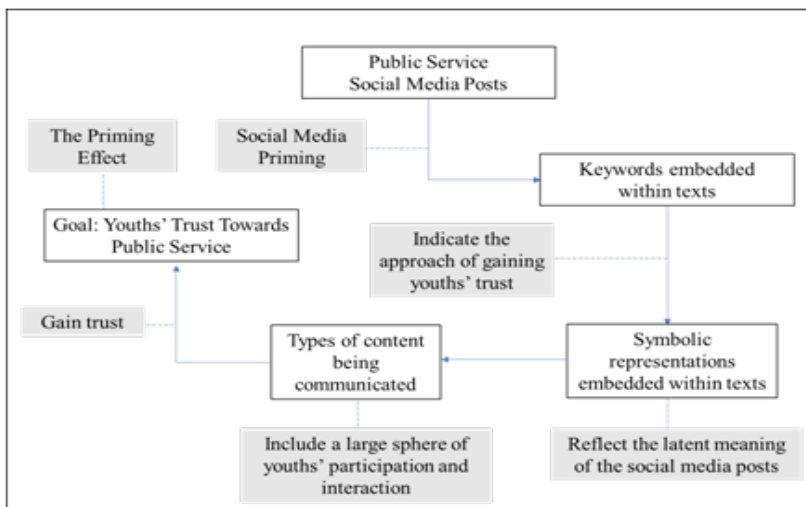 Public Service
Social Media Posts
The Priming
Effect
Social Media
Priming
Keywords embedded
within texts
Goal: Youths’ Trust Towards
Public Service
Indicate the
approach of gaining
youths’ trust
Gain trust
Types of content
being
communicated
Symbolic
representations
embedded within texts
Include a large sphere of
youths’ participation and
interaction
Reflect the latent meaning
of the social media posts